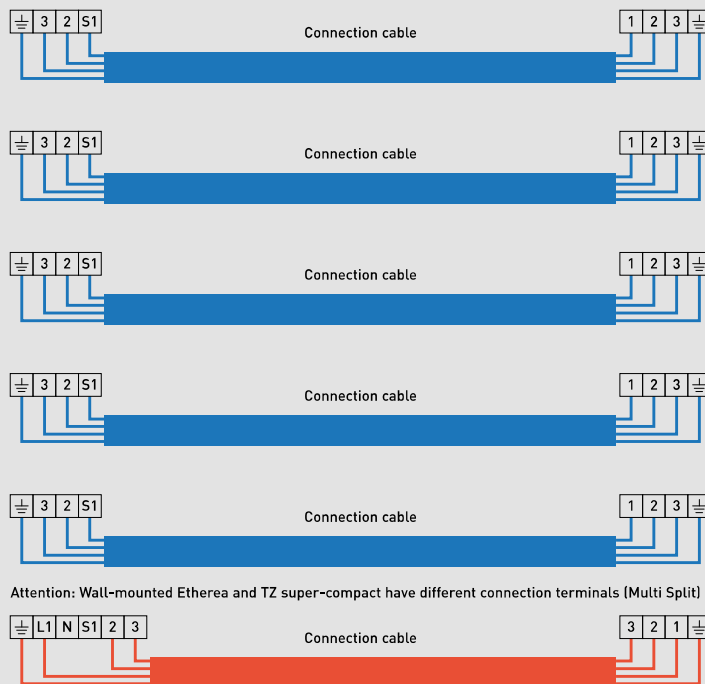 ⏚ 3 2 S1 Connection cable 1 2 3 ⏚
⏚ 3 2 S1 Connection cable 1 2 3 ⏚
⏚ 3 2 S1 Connection cable 1 2 3 ⏚
⏚ 3 2 S1 Connection cable 1 2 3 ⏚
⏚ 3 2 S1 Connection cable 1 2 3 ⏚
Attention: Wall-mounted Etherea and TZ super-compact have different connection terminals (Multi Split)
⏚ L1 N S1 2 3 Connection cable 3 2 1 ⏚